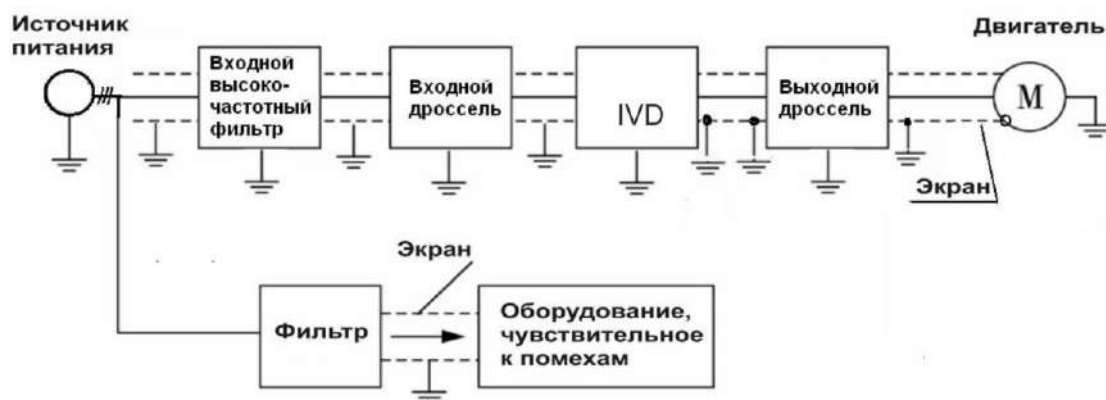 Источник
питания
Входной
высоко-
частотный
фильтр
Входной
дроссель
IVD
Выходной
дроссель
Двигатель
M
Экран
Экран
Фильтр
Оборудование,
чувствительное
к помехам